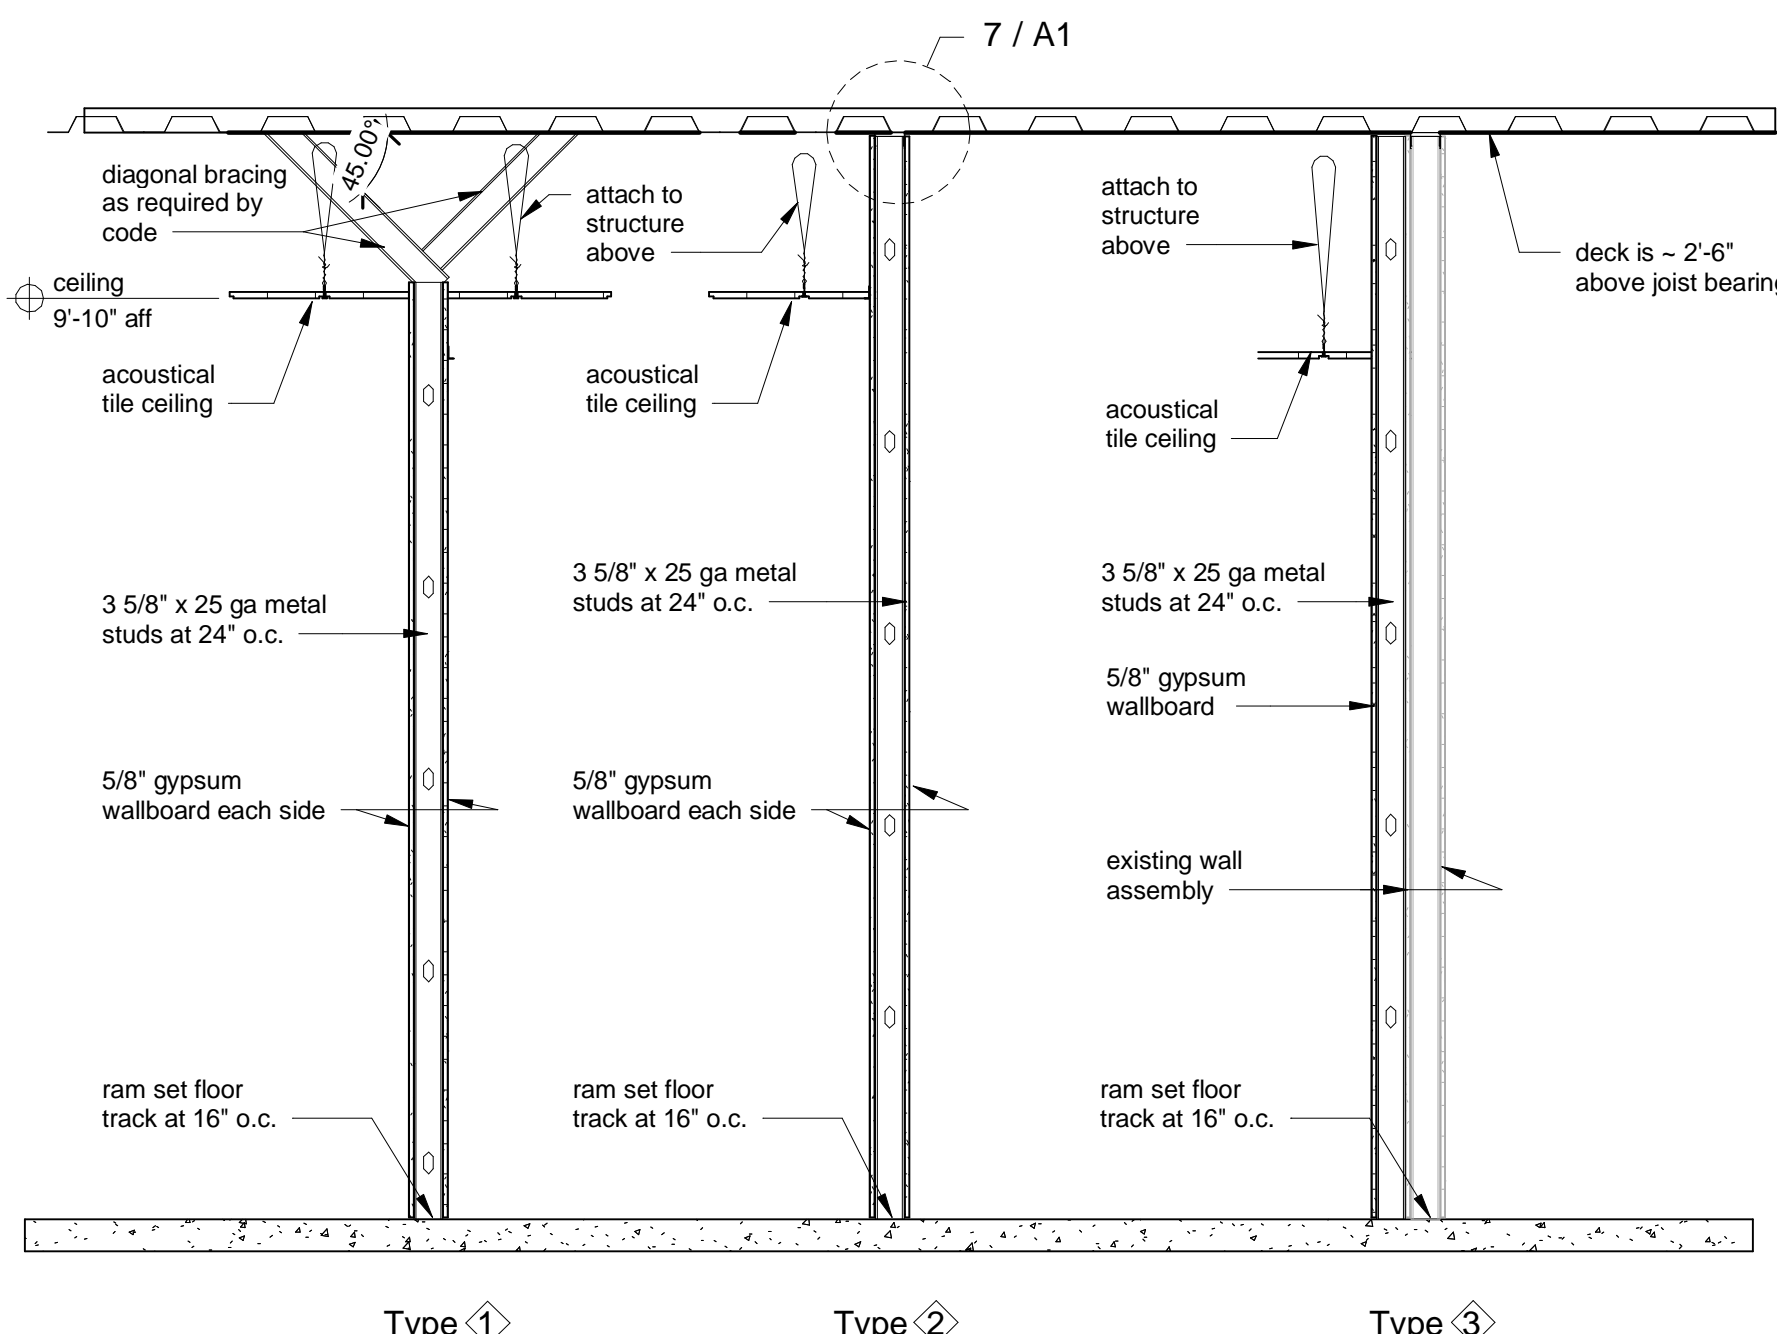 7 / A1
45.00°
diagonal bracing
as required by
code
attach to
structure
above
attach to
structure
above
deck is ~ 2'-6"
above joist bearing
ceiling
9'-10" aff
acoustical
tile ceiling
acoustical
tile ceiling
acoustical
tile ceiling
3 5/8" x 25 ga metal
studs at 24" o.c.
3 5/8" x 25 ga metal
studs at 24" o.c.
3 5/8" x 25 ga metal
studs at 24" o.c.
5/8" gypsum
wallboard
5/8" gypsum
wallboard each side
5/8" gypsum
wallboard each side
existing wall
assembly
ram set floor
track at 16" o.c.
ram set floor
track at 16" o.c.
ram set floor
track at 16" o.c.
Type 1
Type 2
Type 3